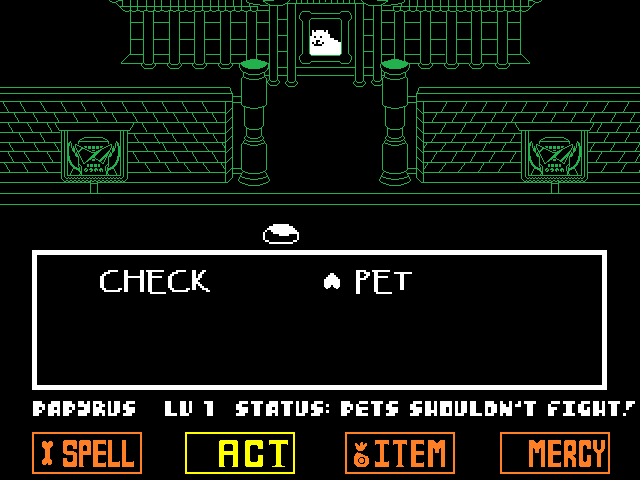 CHECK PET
PAPYRUS LV 1 STATUS: PETS SHOULDN'T FIGHT!
SPELL ACT ITEM MERCY